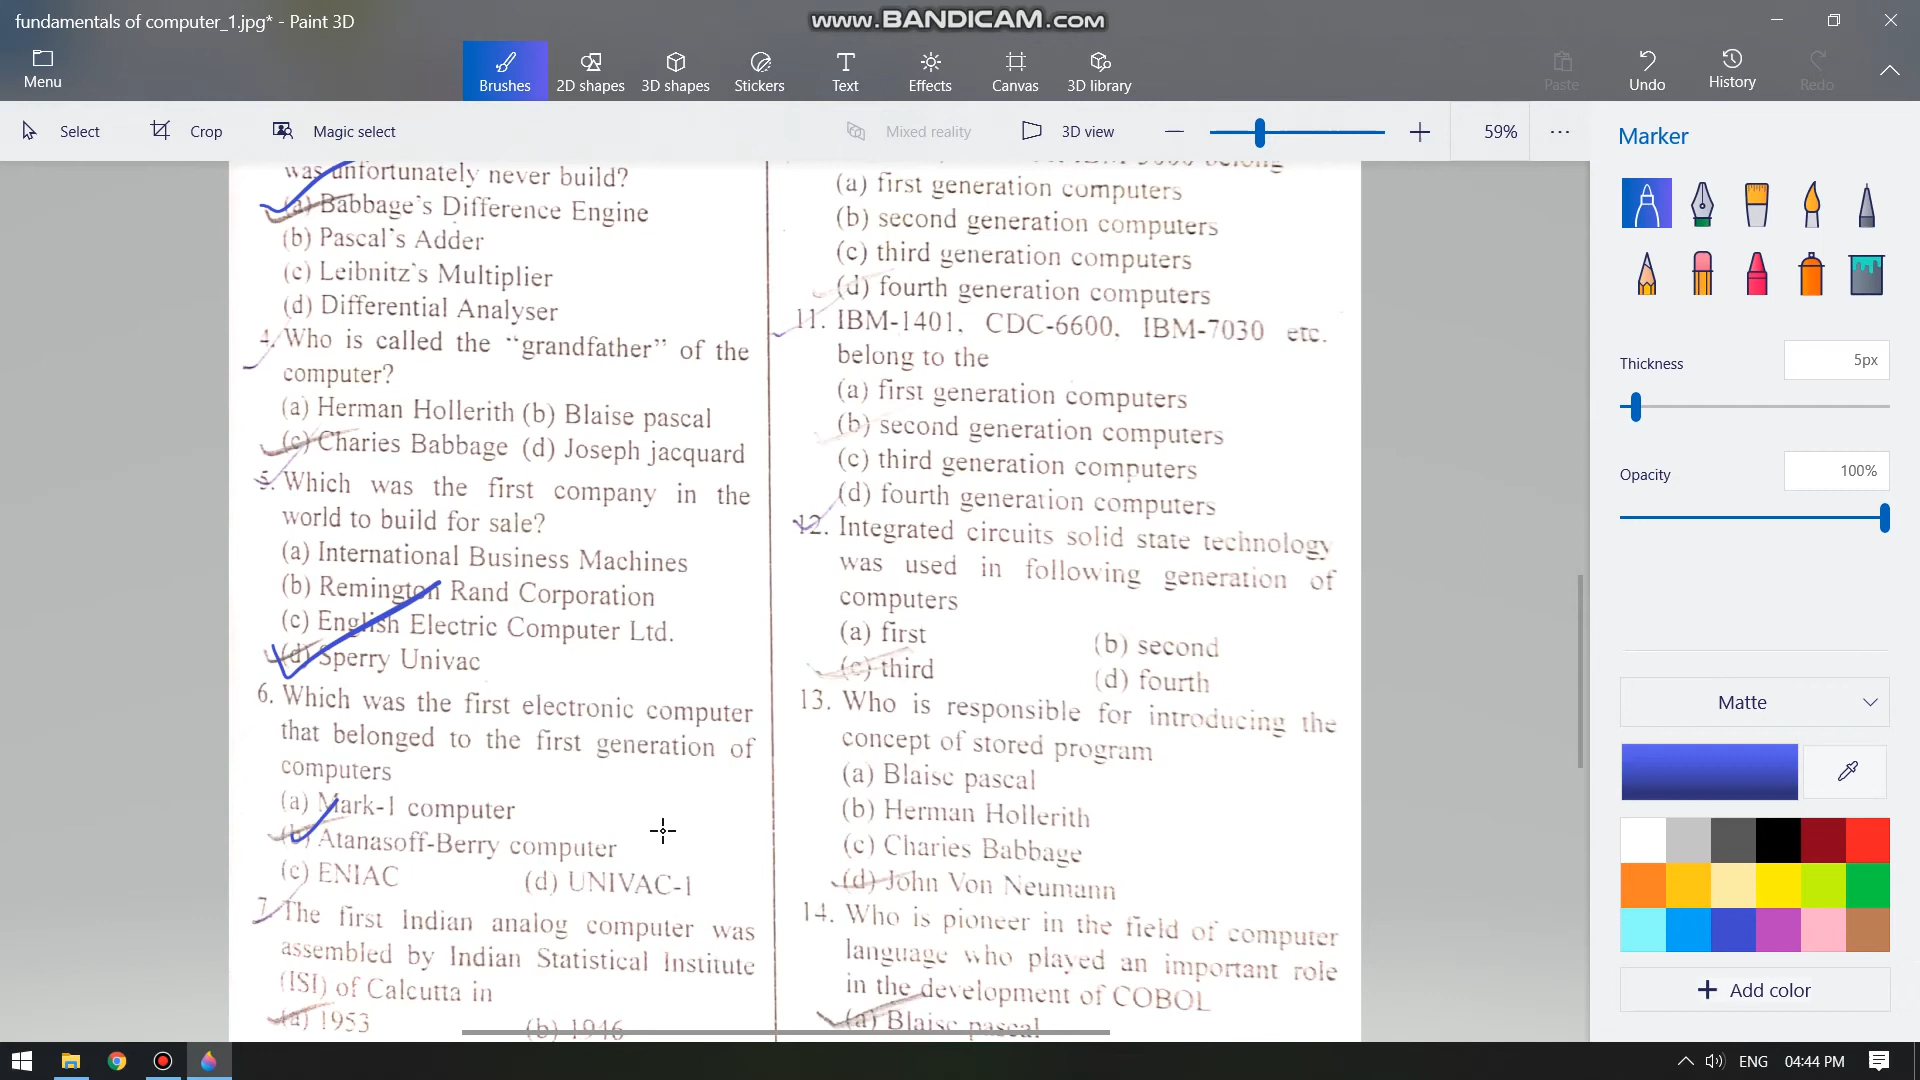 fundamentals of computer_1.jpg* - Paint 3D
www.BANDICAM.com
Menu
Brushes
2D shapes
3D shapes
Stickers
Text
Effects
Canvas
3D library
Paste
Undo
History
Redo
Select
Crop
Magic select
Mixed reality
3D view
59%
was unfortunately never build?
(a) Babbage's Difference Engine
(b) Pascal's Adder
(c) Leibnitz's Multiplier
(d) Differential Analyser
4. Who is called the "grandfather" of the
computer?
(a) Herman Hollerith (b) Blaise pascal
(c) Charies Babbage (d) Joseph jacquard
5. Which was the first company in the
world to build for sale?
(a) International Business Machines
(b) Remington Rand Corporation
(c) English Electric Computer Ltd.
(d) Sperry Univac
6. Which was the first electronic computer
that belonged to the first generation of
computers
(a) Mark-1 computer
(b) Atanasoff-Berry computer
(c) ENIAC (d) UNIVAC-1
7. The first Indian analog computer was
assembled by Indian Statistical Institute
(ISI) of Calcutta in
(a) 1953 (b) 1946
belong
(a) first generation computers
(b) second generation computers
(c) third generation computers
(d) fourth generation computers
11. IBM-1401, CDC-6600, IBM-7030 etc.
belong to the
(a) first generation computers
(b) second generation computers
(c) third generation computers
(d) fourth generation computers
12. Integrated circuits solid state technology
was used in following generation of
computers
(a) first (b) second
(c) third (d) fourth
13. Who is responsible for introducing the
concept of stored program
(a) Blaise pascal
(b) Herman Hollerith
(c) Charies Babbage
(d) John Von Neumann
14. Who is pioneer in the field of computer
language who played an important role
in the development of COBOL
(a) Blaise pascal
Marker
Thickness
5px
Opacity
100%
Matte
Add color
ENG
04:44 PM